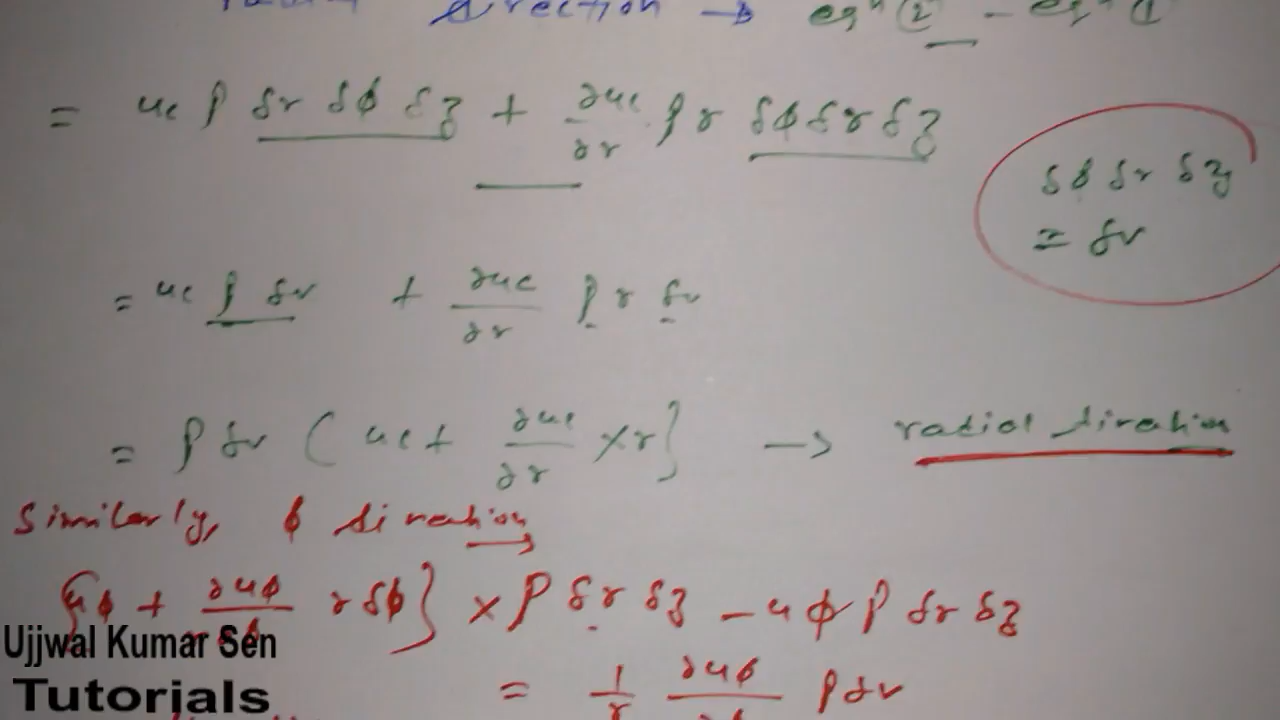 direction → eqⁿ ② - eqⁿ ①
= uc ρ δr δϕ δz + ∂uc/∂r ρ r δϕ δr δz
δϕ δr δz
= δv
= uc ρ δv + ∂uc/∂r ρ r δv
= ρ δv ( uc + ∂uc/∂r × r } → radial direction
Similarly, ϕ direction
{uϕ + ∂uϕ r δϕ} × ρ δr δz - uϕ ρ δr δz
= 1/r ∂uϕ ρ δv
Ujjwal Kumar Sen
Tutorials